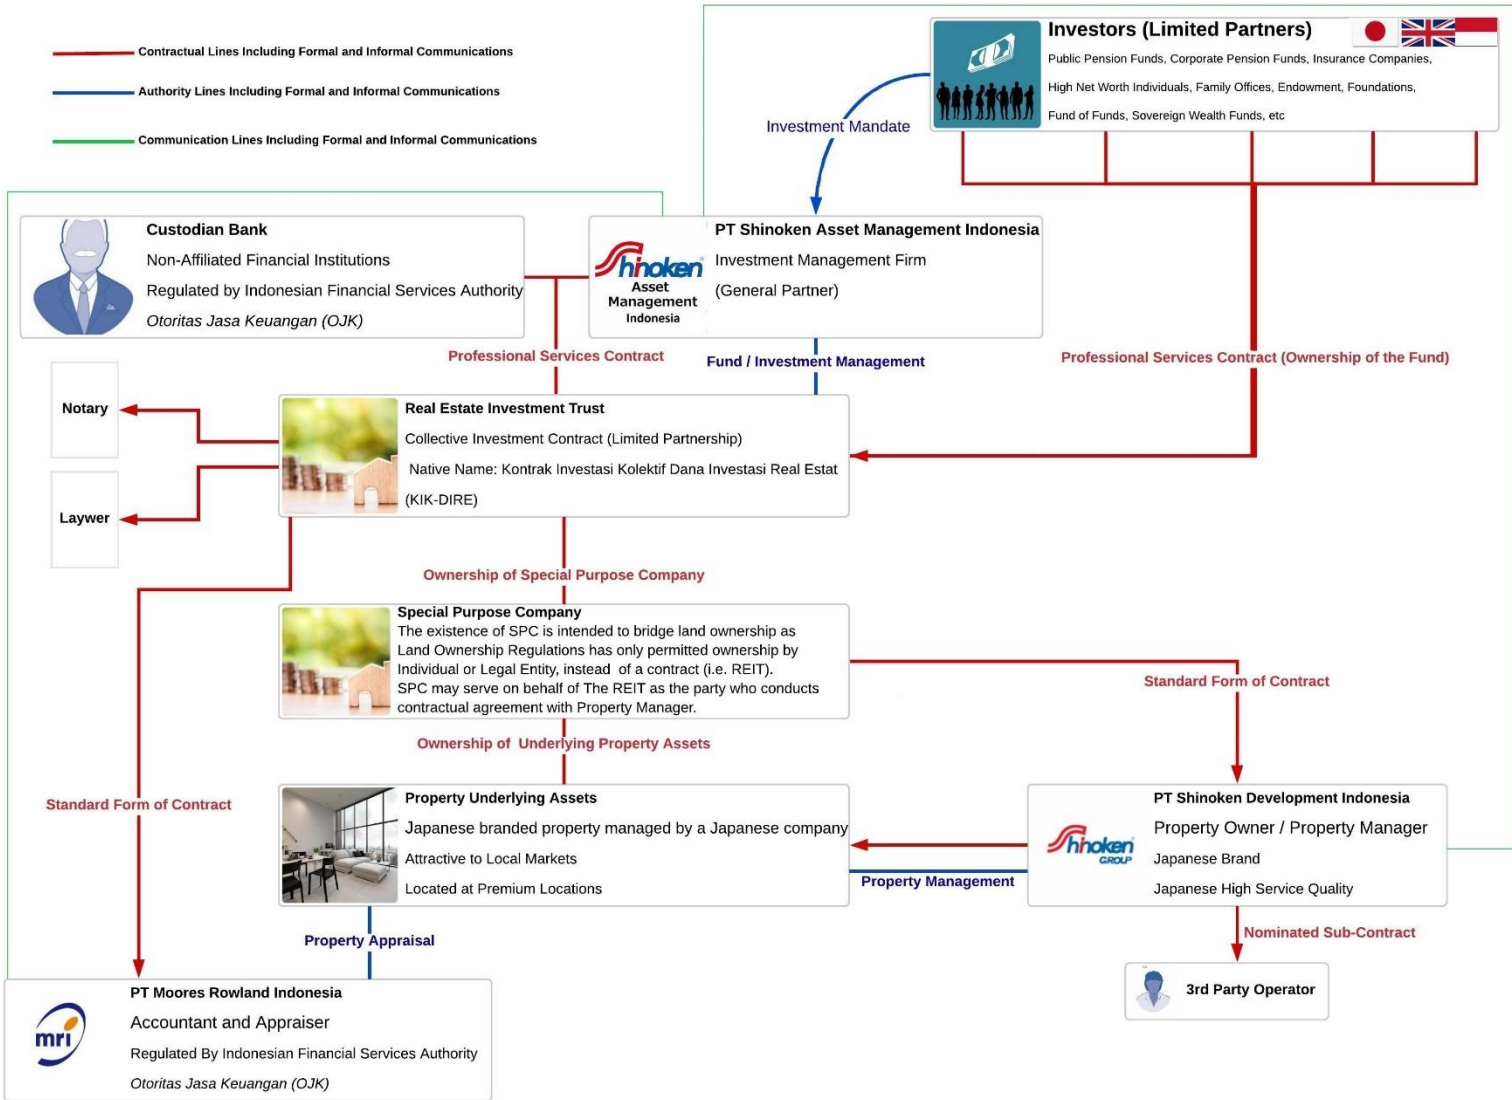 Contractual Lines Including Formal and Informal Communications
Authority Lines Including Formal and Informal Communications
Communication Lines Including Formal and Informal Communications
Investors (Limited Partners)
Public Pension Funds, Corporate Pension Funds, Insurance Companies,
High Net Worth Individuals, Family Offices, Endowment, Foundations,
Fund of Funds, Sovereign Wealth Funds, etc
Investment Mandate
Custodian Bank
Non-Affiliated Financial Institutions
Regulated by Indonesian Financial Services Authority
Otoritas Jasa Keuangan (OJK)
Shinoken
Asset
Management
Indonesia
PT Shinoken Asset Management Indonesia
Investment Management Firm
(General Partner)
Professional Services Contract
Fund / Investment Management
Professional Services Contract (Ownership of the Fund)
Notary
Laywer
Real Estate Investment Trust
Collective Investment Contract (Limited Partnership)
Native Name: Kontrak Investasi Kolektif Dana Investasi Real Estat
(KIK-DIRE)
Ownership of Special Purpose Company
Special Purpose Company
The existence of SPC is intended to bridge land ownership as
Land Ownership Regulations has only permitted ownership by
Individual or Legal Entity, instead of a contract (i.e. REIT).
SPC may serve on behalf of The REIT as the party who conducts
contractual agreement with Property Manager.
Standard Form of Contract
Ownership of Underlying Property Assets
Standard Form of Contract
Property Underlying Assets
Japanese branded property managed by a Japanese company
Attractive to Local Markets
Located at Premium Locations
Property Management
Shinoken
GROUP
PT Shinoken Development Indonesia
Property Owner / Property Manager
Japanese Brand
Japanese High Service Quality
Property Appraisal
Nominated Sub-Contract
3rd Party Operator
mri
PT Moores Rowland Indonesia
Accountant and Appraiser
Regulated By Indonesian Financial Services Authority
Otoritas Jasa Keuangan (OJK)